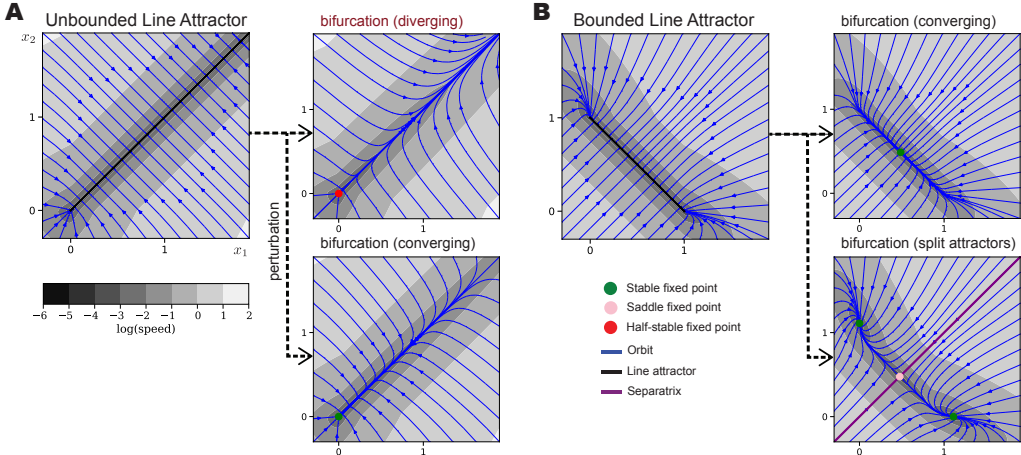 A
Unbounded Line Attractor
x₂
1
0
0
1
x₁
−6 −5 −4 −3 −2 −1 0 1 2
log(speed)
perturbation
bifurcation (diverging)
1
0
0
1
bifurcation (converging)
1
0
0
1
B
Bounded Line Attractor
1
0
0
1
Stable fixed point
Saddle fixed point
Half-stable fixed point
Orbit
Line attractor
Separatrix
bifurcation (converging)
1
0
0
1
bifurcation (split attractors)
1
0
0
1